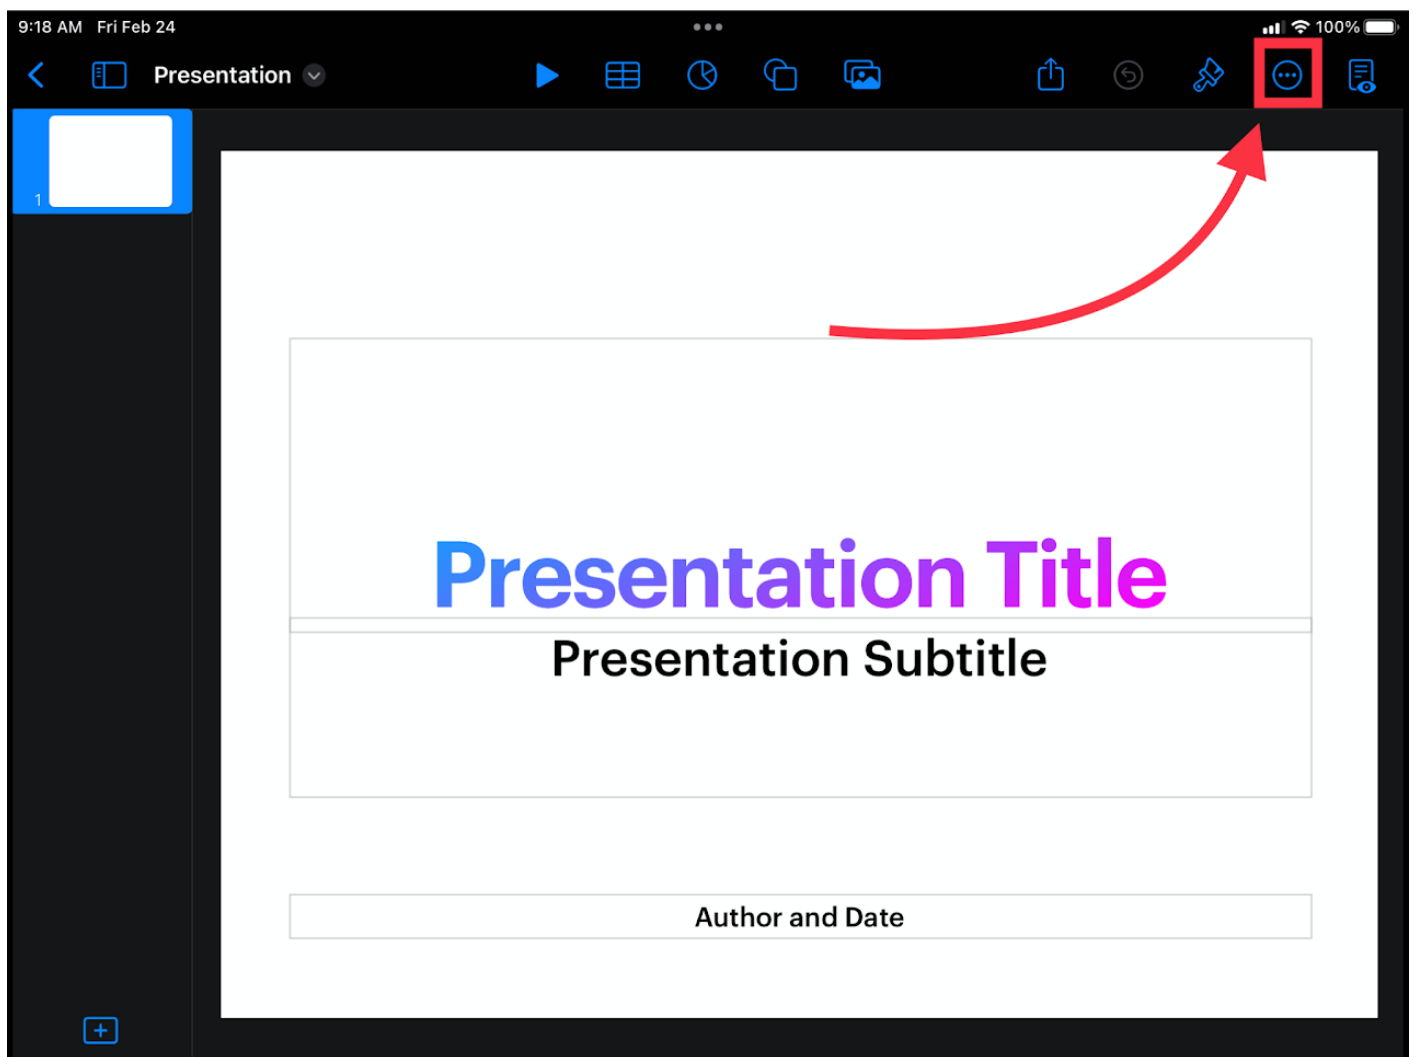 9:18 AM Fri Feb 24
100%
Presentation
1
Presentation Title
Presentation Subtitle
Author and Date